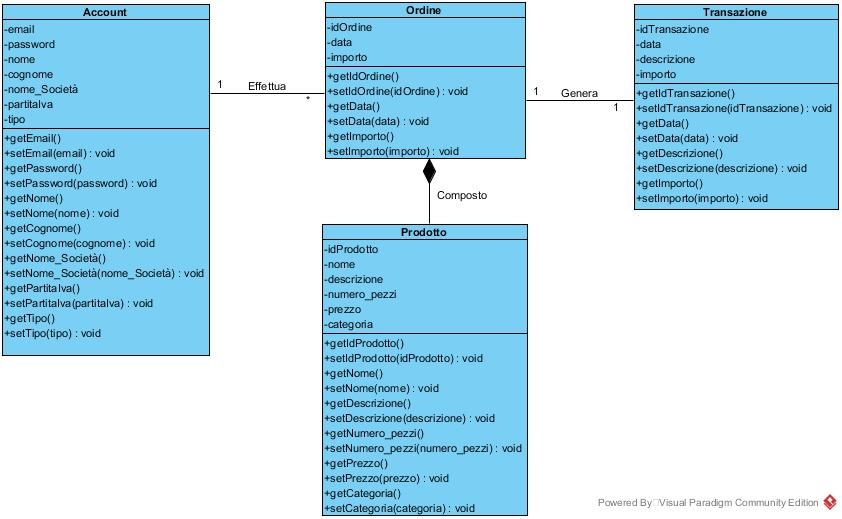 Account
-email
-password
-nome
-cognome
-nome_Società
-partitaIva
-tipo
+getEmail()
+setEmail(email) : void
+getPassword()
+setPassword(password) : void
+getNome()
+setNome(nome) : void
+getCognome()
+setCognome(cognome) : void
+getNome_Società()
+setNome_Società(nome_Società) : void
+getPartitaIva()
+setPartitaIva(partitaIva) : void
+getTipo()
+setTipo(tipo) : void
1
Effettua
*
Ordine
-idOrdine
-data
-importo
+getIdOrdine()
+setIdOrdine(idOrdine) : void
+getData()
+setData(data) : void
+getImporto()
+setImporto(importo) : void
1
Genera
1
Transazione
-idTransazione
-data
-descrizione
-importo
+getIdTransazione()
+setIdTransazione(idTransazione) : void
+getData()
+setData(data) : void
+getDescrizione()
+setDescrizione(descrizione) : void
+getImporto()
+setImporto(importo) : void
Composto
Prodotto
-idProdotto
-nome
-descrizione
-numero_pezzi
-prezzo
-categoria
+getIdProdotto()
+setIdProdotto(idProdotto) : void
+getNome()
+setNome(nome) : void
+getDescrizione()
+setDescrizione(descrizione) : void
+getNumero_pezzi()
+setNumero_pezzi(numero_pezzi) : void
+getPrezzo()
+setPrezzo(prezzo) : void
+getCategoria()
+setCategoria(categoria) : void
Powered By Visual Paradigm Community Edition